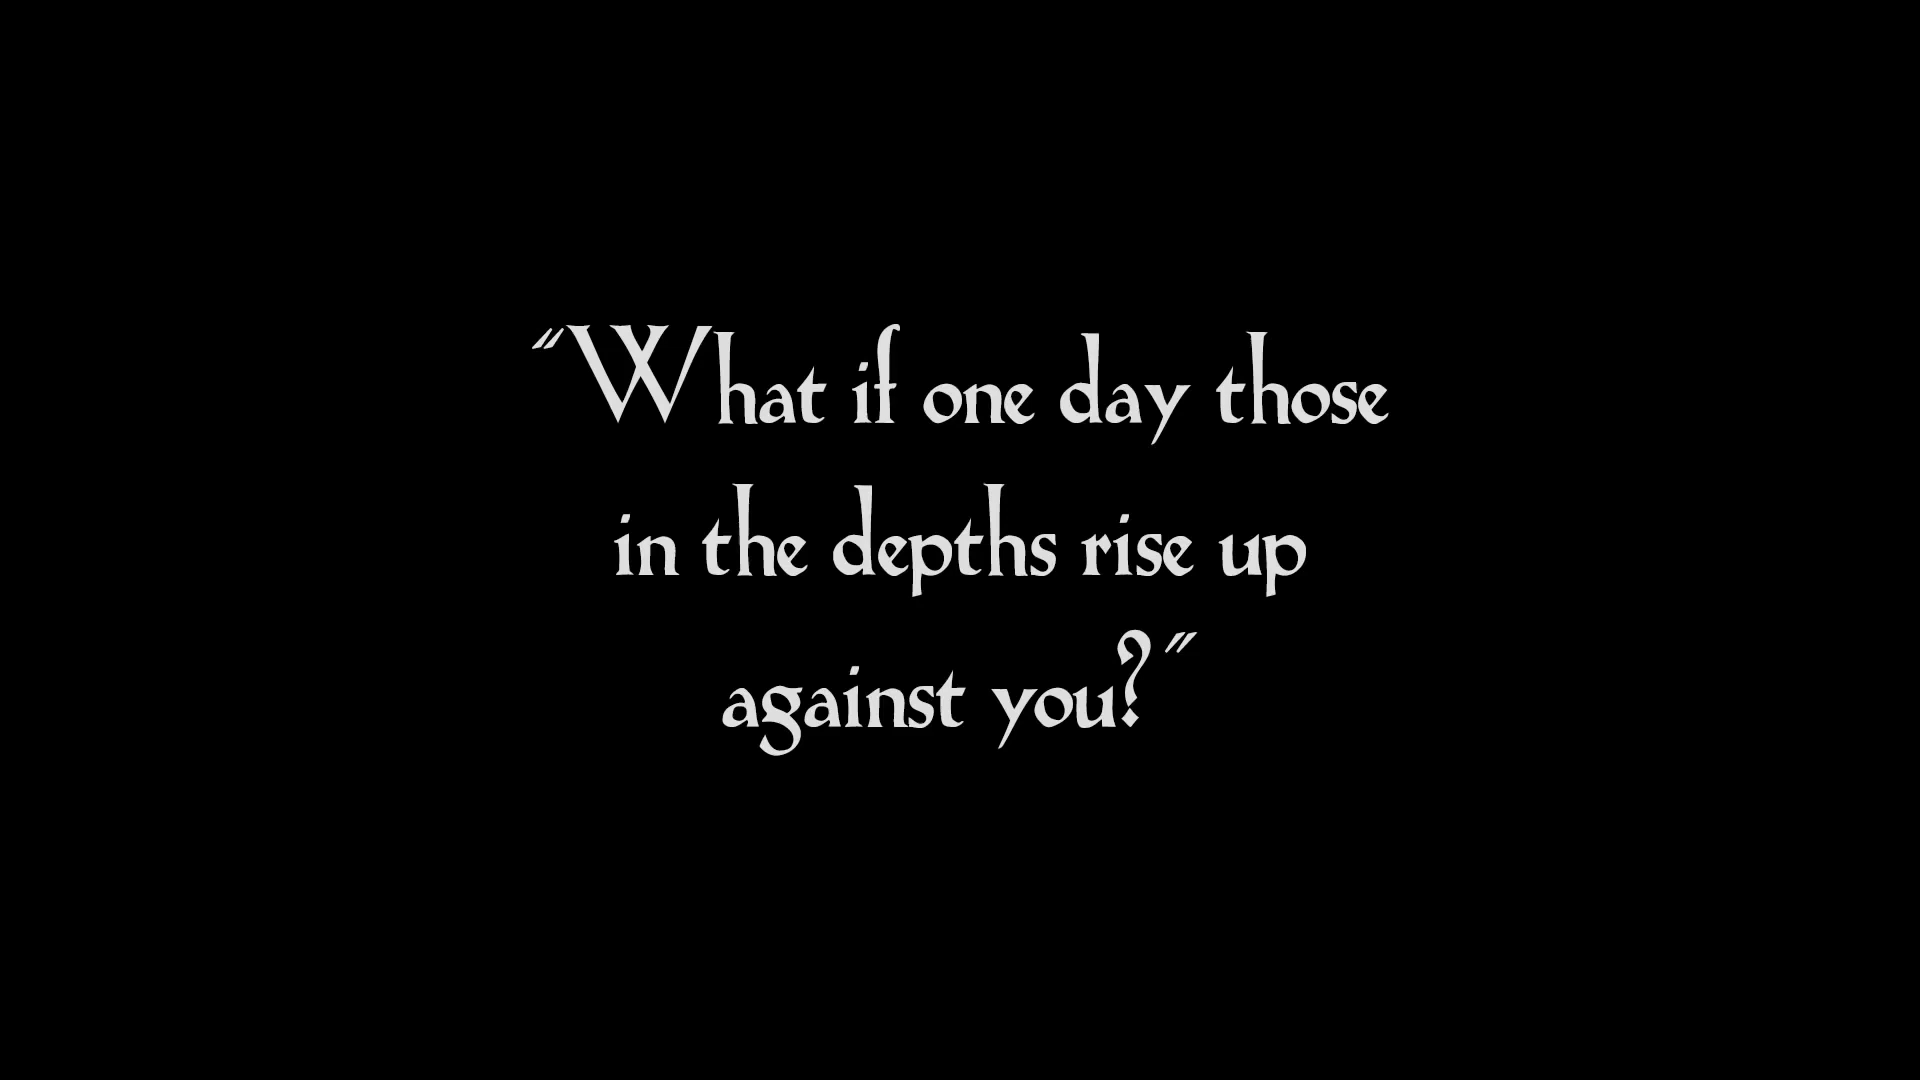 “What if one day those
in the depths rise up
against you?”